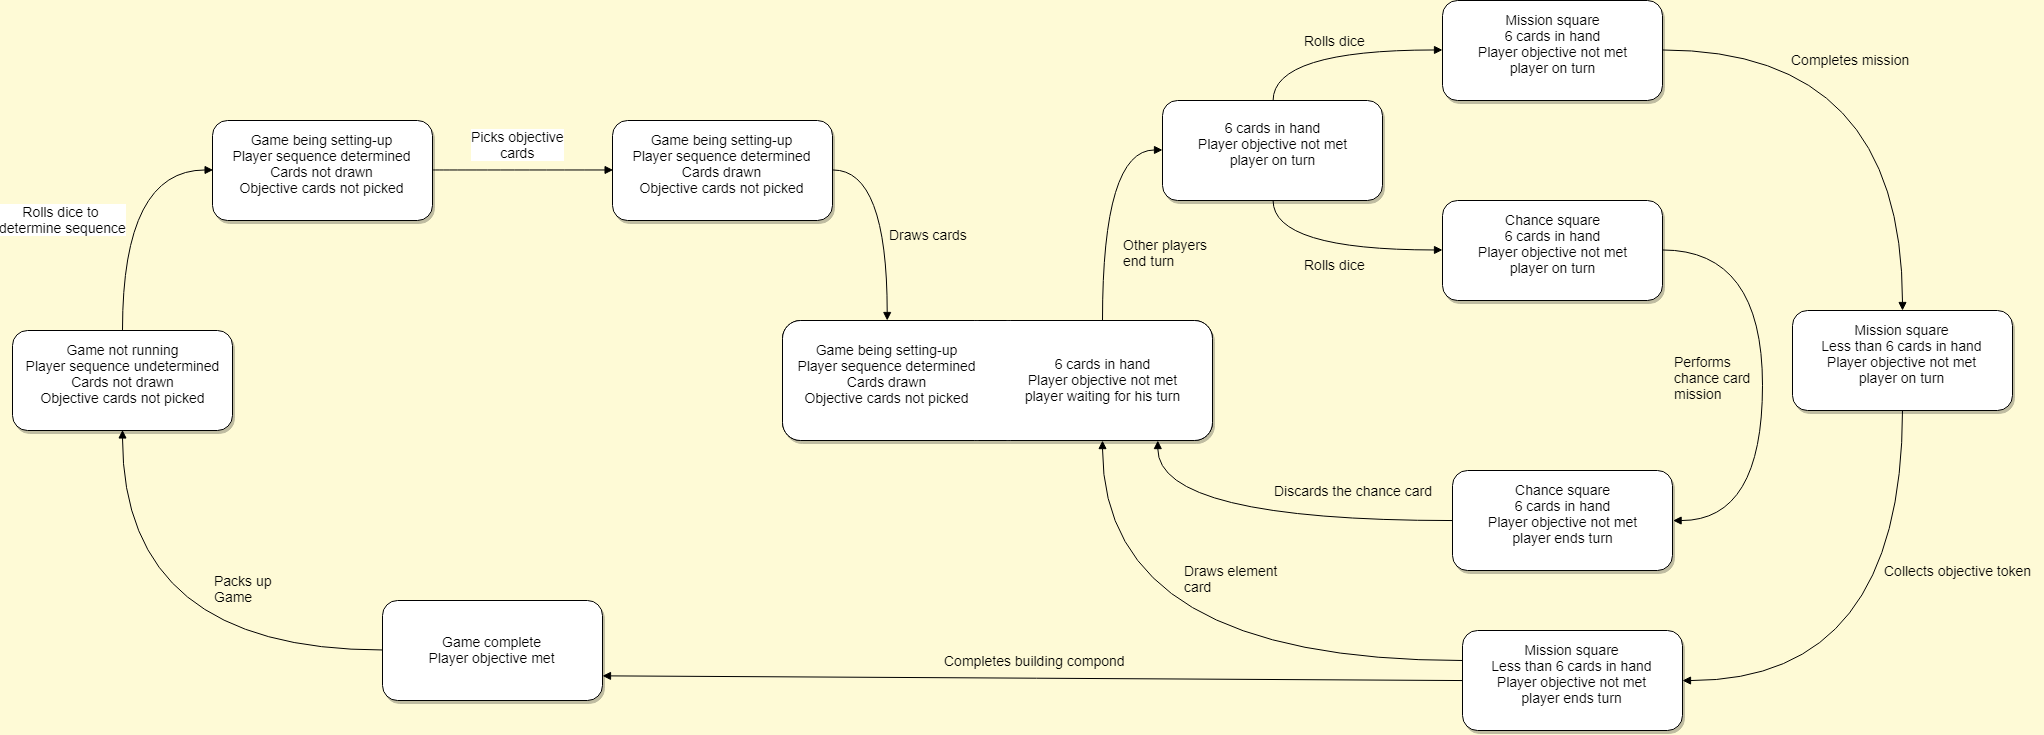 Mission square
6 cards in hand
Player objective not met
player on turn
Rolls dice
Completes mission
6 cards in hand
Player objective not met
player on turn
Game being setting-up
Player sequence determined
Cards not drawn
Objective cards not picked
Picks objective
cards
Game being setting-up
Player sequence determined
Cards drawn
Objective cards not picked
Rolls dice to
determine sequence
Draws cards
Other players
end turn
Rolls dice
Chance square
6 cards in hand
Player objective not met
player on turn
Game not running
Player sequence undetermined
Cards not drawn
Objective cards not picked
Game being setting-up
Player sequence determined
Cards drawn
Objective cards not picked
6 cards in hand
Player objective not met
player waiting for his turn
Performs
chance card
mission
Mission square
Less than 6 cards in hand
Player objective not met
player on turn
Discards the chance card
Chance square
6 cards in hand
Player objective not met
player ends turn
Draws element
card
Collects objective token
Packs up
Game
Game complete
Player objective met
Completes building compond
Mission square
Less than 6 cards in hand
Player objective not met
player ends turn